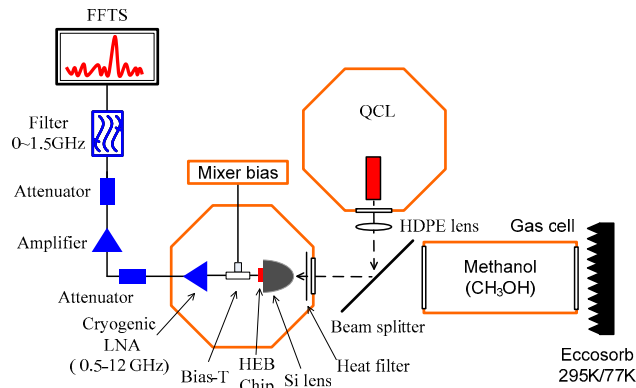 FFTS
Filter
0~1.5GHz
Attenuator
Amplifier
Attenuator
Cryogenic
LNA
( 0.5-12 GHz)
Mixer bias
Bias-T
HEB
Chip
Si lens
Heat filter
QCL
HDPE lens
Beam splitter
Gas cell
Methanol
(CH₃OH)
Eccosorb
295K/77K